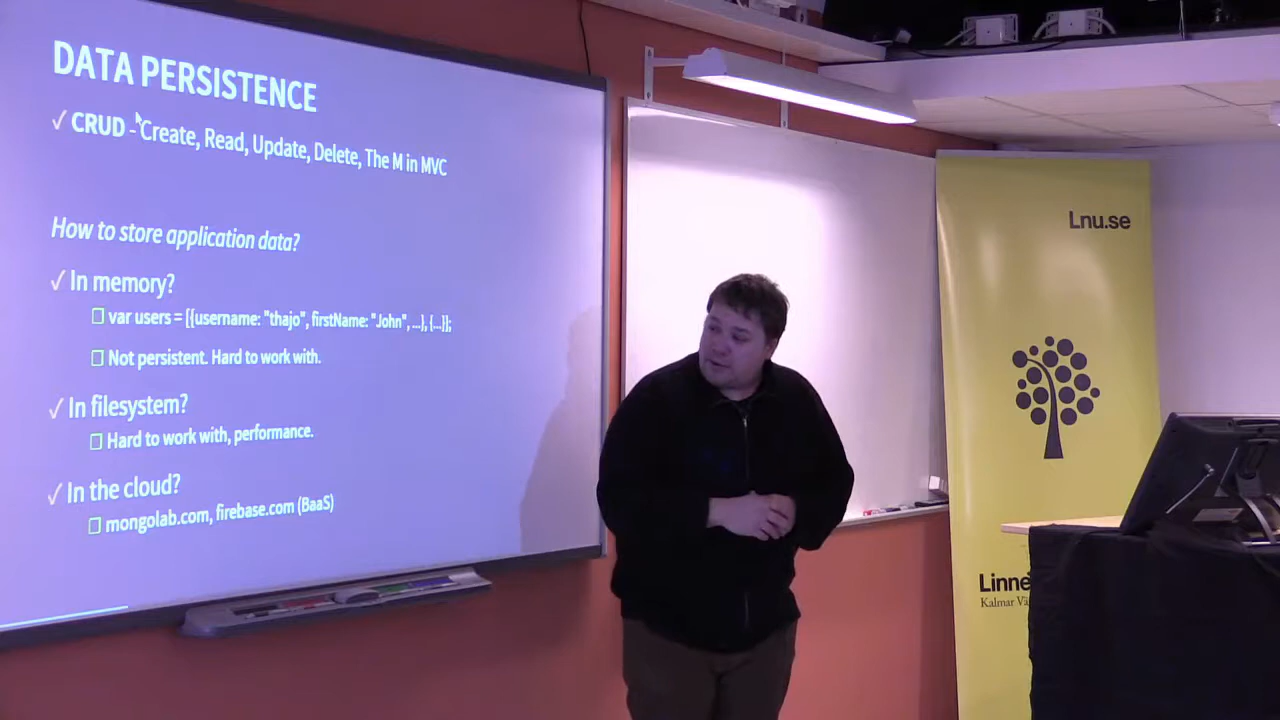 DATA PERSISTENCE
✓ CRUD - Create, Read, Update, Delete, The M in MVC
How to store application data?
✓ In memory?
□ var users = [{username: "thajo", firstName: "John", ...}, {...}];
□ Not persistent. Hard to work with.
✓ In filesystem?
□ Hard to work with, performance.
✓ In the cloud?
□ mongolab.com, firebase.com (BaaS)
Lnu.se
Linne
Kalmar Vä